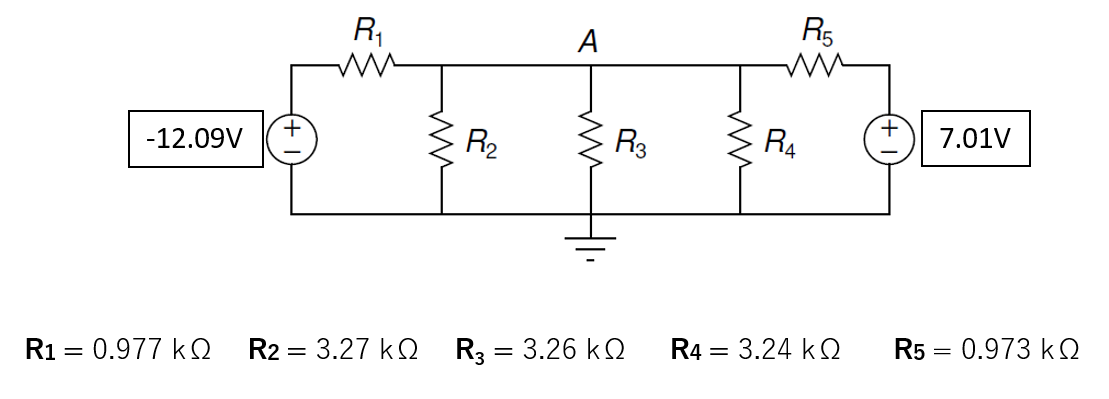 R₁ A R₅
-12.09V + − R₂ R₃ R₄ + − 7.01V
R1 = 0.977 kΩ R2 = 3.27 kΩ R₃ = 3.26 kΩ R4 = 3.24 kΩ R5 = 0.973 kΩ